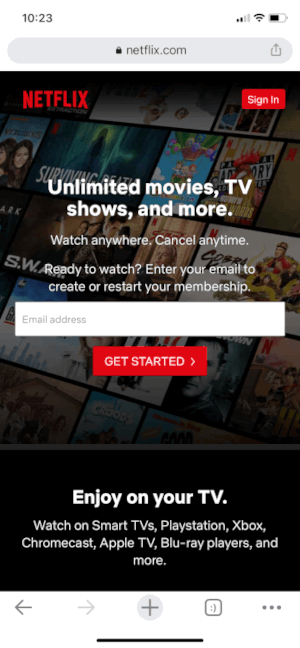 10:23
netflix.com
NETFLIX
Sign In
SURVIVING DEATH
Unlimited movies, TV
shows, and more.
Watch anywhere. Cancel anytime.
Ready to watch? Enter your email to
create or restart your membership.
Email address
GET STARTED >
Enjoy on your TV.
Watch on Smart TVs, Playstation, Xbox,
Chromecast, Apple TV, Blu-ray players, and
more.
:)